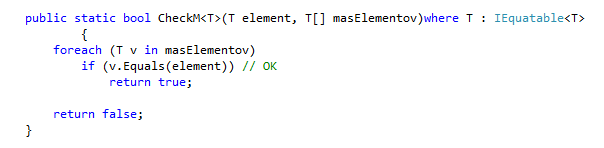 public static bool CheckM<T>(T element, T[] masElementov)where T : IEquatable<T>
{
foreach (T v in masElementov)
if (v.Equals(element)) // OK
return true;
return false;
}